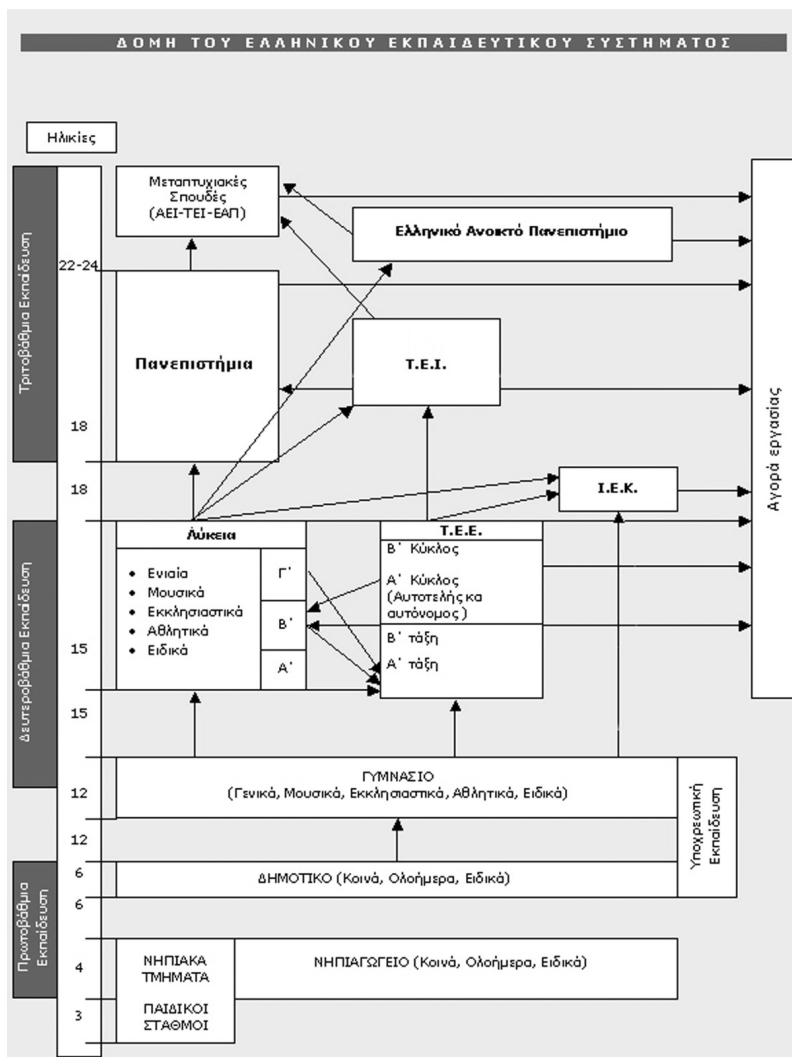 ΔΟΜΗ ΤΟΥ ΕΛΛΗΝΙΚΟΥ ΕΚΠΑΙΔΕΥΤΙΚΟΥ ΣΥΣΤΗΜΑΤΟΣ
Ηλικίες
Τριτοβάθμια Εκπαίδευση
Μεταπτυχιακές
Σπουδές
(ΑΕΙ-ΤΕΙ-ΕΑΠ)
Ελληνικό Ανοικτό Πανεπιστήμιο
22-24
Πανεπιστήμια
Τ.Ε.Ι.
18
Αγορά εργασίας
18
Ι.Ε.Κ.
Δευτεροβάθμια Εκπαίδευση
Λύκεια
• Ενιαία
• Μουσικά
• Εκκλησιαστικά
• Αθλητικά
• Ειδικά
Γ΄
Β΄
Α΄
Τ.Ε.Ε.
Β΄ Κύκλος
Α΄ Κύκλος
(Αυτοτελής κα
αυτόνομος)
Β΄ τάξη
Α΄ τάξη
15
15
ΓΥΜΝΑΣΙΟ
(Γενικά, Μουσικά, Εκκλησιαστικά, Αθλητικά, Ειδικά)
12
12
Υποχρεωτική
Εκπαίδευση
Πρωτοβάθμια
Εκπαίδευση
6
ΔΗΜΟΤΙΚΟ (Κοινά, Ολοήμερα, Ειδικά)
6
4
ΝΗΠΙΑΚΑ
ΤΜΗΜΑΤΑ
ΝΗΠΙΑΓΩΓΕΙΟ (Κοινά, Ολοήμερα, Ειδικά)
3
ΠΑΙΔΙΚΟΙ
ΣΤΑΘΜΟΙ